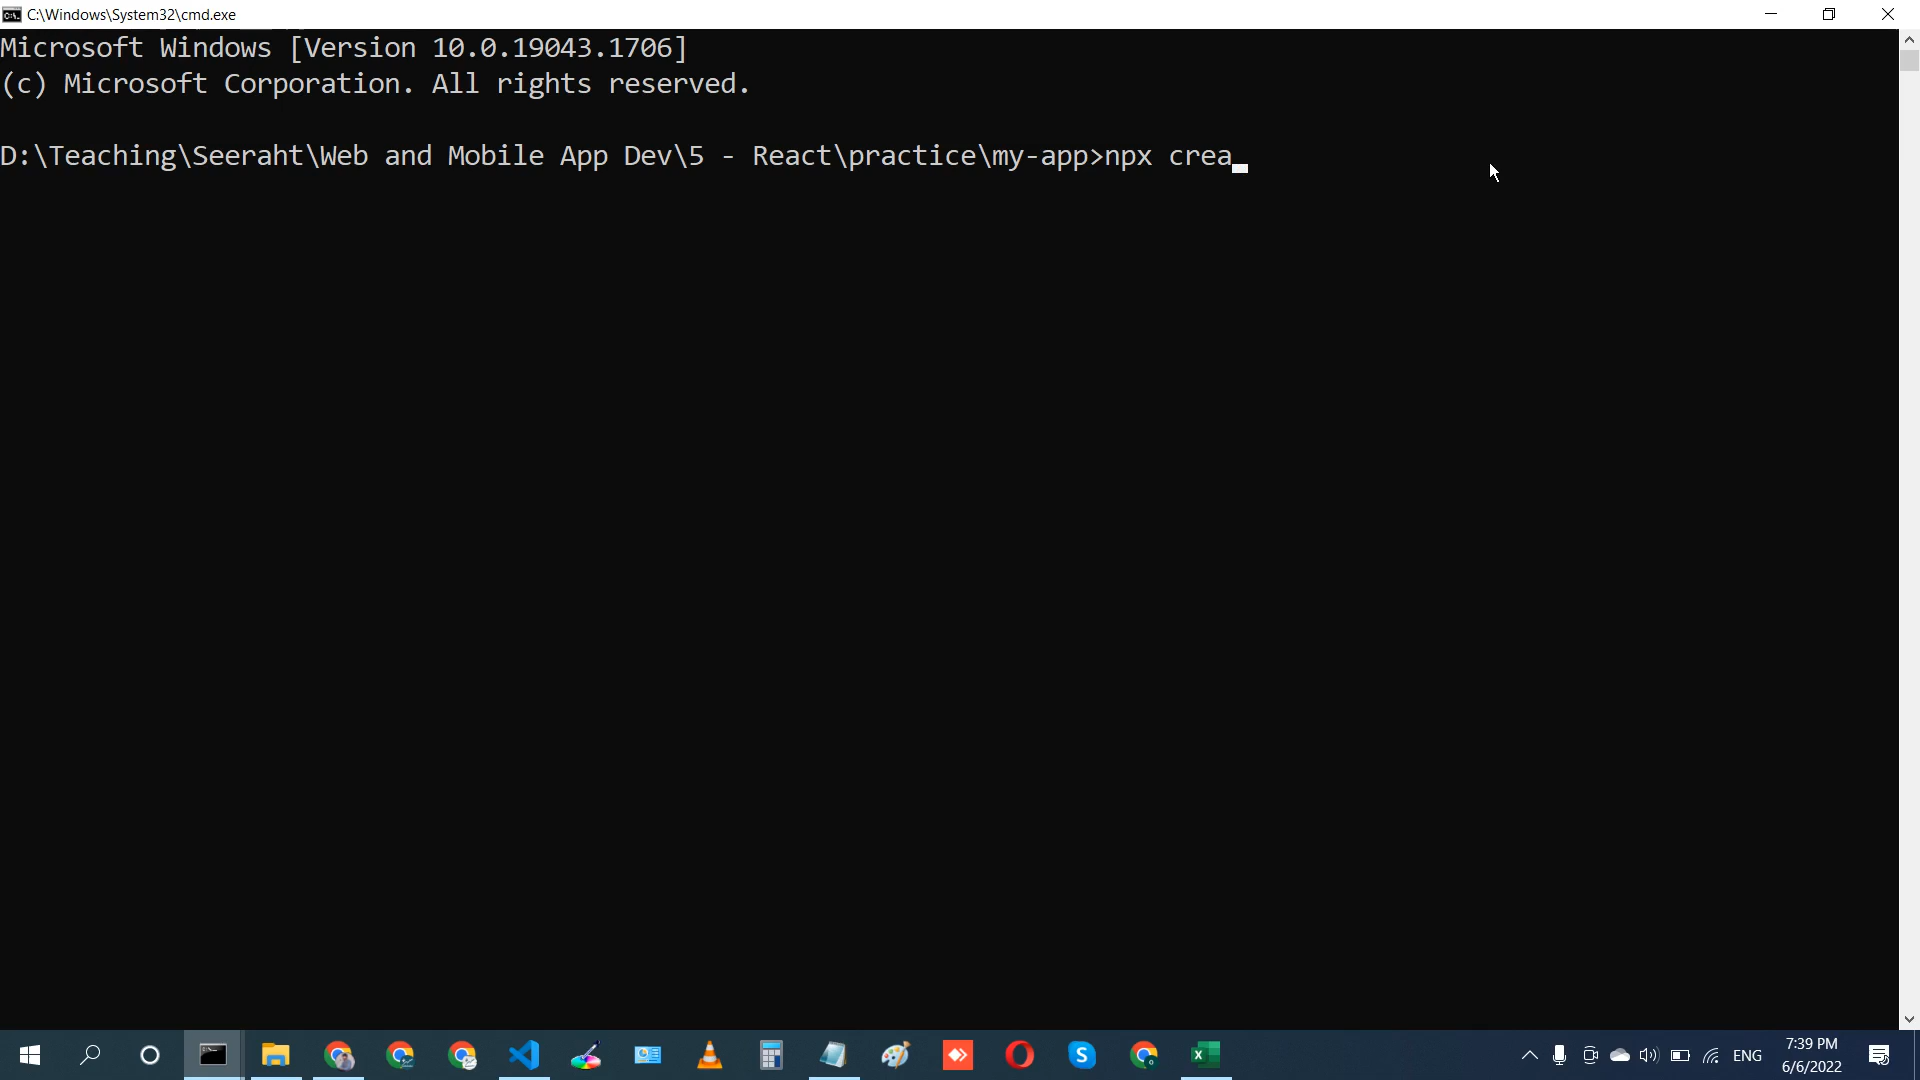 C:\Windows\System32\cmd.exe
Microsoft Windows [Version 10.0.19043.1706]
(c) Microsoft Corporation. All rights reserved.
D:\Teaching\Seeraht\Web and Mobile App Dev\5 - React\practice\my-app>npx crea
ENG
7:39 PM
6/6/2022